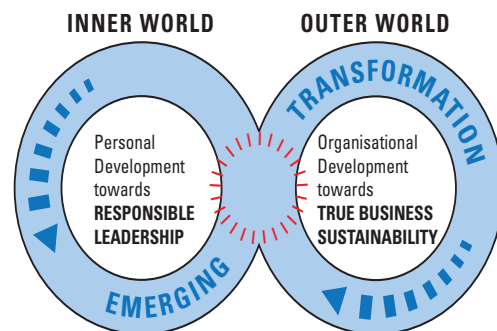 INNER WORLD
OUTER WORLD
TRANSFORMATION
Personal
Development
towards
RESPONSIBLE
LEADERSHIP
Organisational
Development
towards
TRUE BUSINESS
SUSTAINABILITY
EMERGING